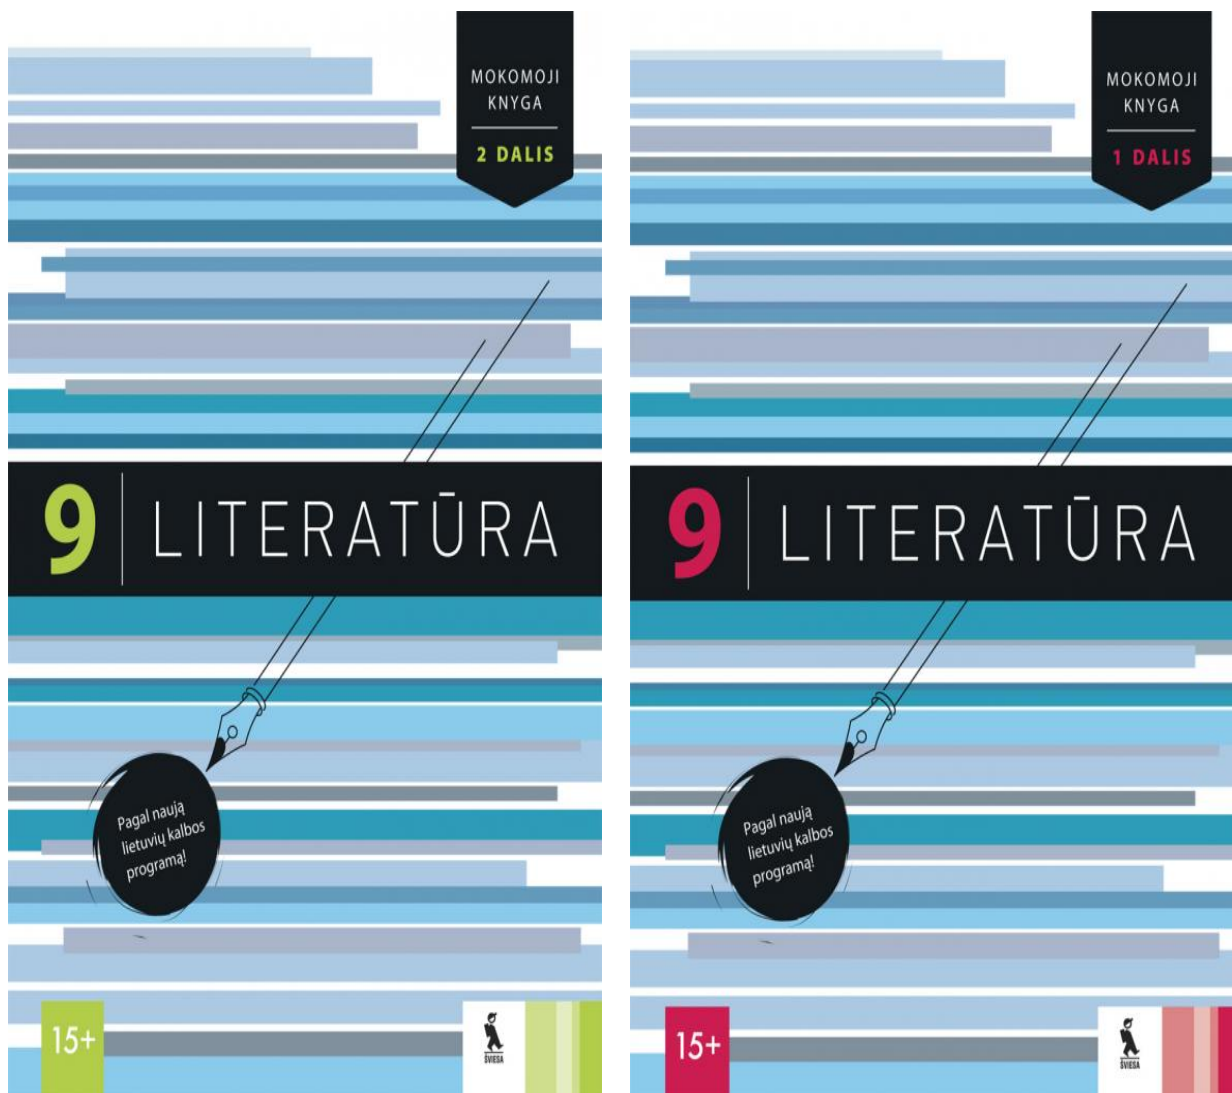 MOKOMOJI
KNYGA
2 DALIS
9 LITERATŪRA
Pagal naują
lietuvių kalbos
programą!
15+
ŠVIESA
MOKOMOJI
KNYGA
1 DALIS
9 LITERATŪRA
Pagal naują
lietuvių kalbos
programą!
15+
ŠVIESA